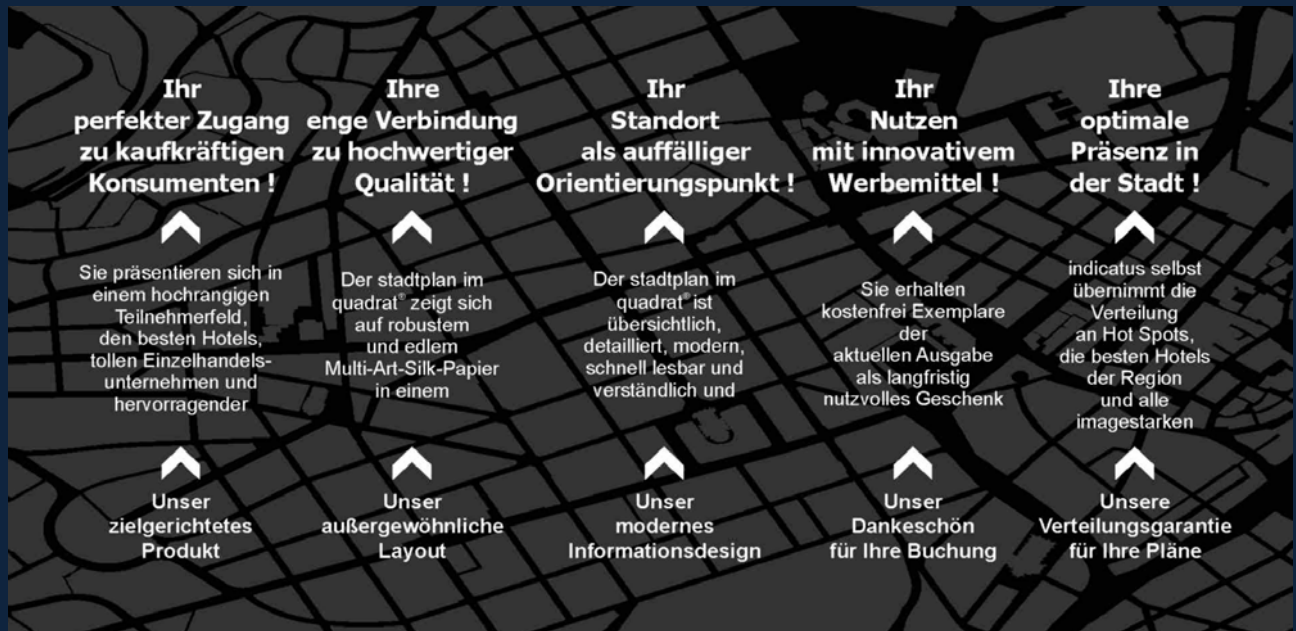 Ihr
perfekter Zugang
zu kaufkräftigen
Konsumenten !
Sie präsentieren sich in
einem hochrangigen
Teilnehmerfeld,
den besten Hotels,
tollen Einzelhandels-
unternehmen und
hervorragender
Unser
zielgerichtetes
Produkt
Ihre
enge Verbindung
zu hochwertiger
Qualität !
Der stadtplan im
quadrat® zeigt sich
auf robustem
und edlem
Multi-Art-Silk-Papier
in einem
Unser
außergewöhnliche
Layout
Ihr
Standort
als auffälliger
Orientierungspunkt !
Der stadtplan im
quadrat® ist
übersichtlich,
detailliert, modern,
schnell lesbar und
verständlich und
Unser
modernes
Informationsdesign
Ihr
Nutzen
mit innovativem
Werbemittel !
Sie erhalten
kostenfrei Exemplare
der
aktuellen Ausgabe
als langfristig
nutzvolles Geschenk
Unser
Dankeschön
für Ihre Buchung
Ihre
optimale
Präsenz in
der Stadt !
indicatus selbst
übernimmt die
Verteilung
an Hot Spots,
die besten Hotels
der Region
und alle
imagestarken
Unsere
Verteilungsgarantie
für Ihre Pläne